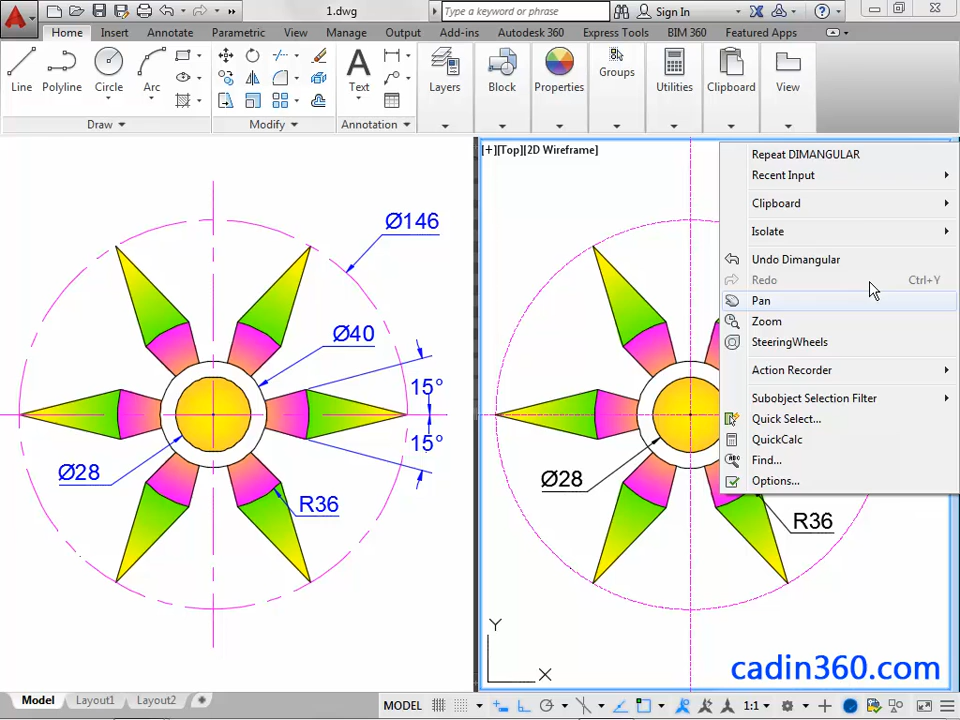 1.dwg
Type a keyword or phrase
Sign In
Home Insert Annotate Parametric View Manage Output Add-ins Autodesk 360 Express Tools BIM 360 Featured Apps
Line Polyline Circle Arc Text Layers Block Properties Groups Utilities Clipboard View
Draw Modify Annotation
[+][Top][2D Wireframe]
Ø146
Ø40
15°
15°
Ø28
R36
Ø28
R36
Repeat DIMANGULAR
Recent Input
Clipboard
Isolate
Undo Dimangular
Redo Ctrl+Y
Pan
Zoom
SteeringWheels
Action Recorder
Subobject Selection Filter
Quick Select...
QuickCalc
Find...
Options...
Y
X
cadin360.com
Model Layout1 Layout2
MODEL 1:1